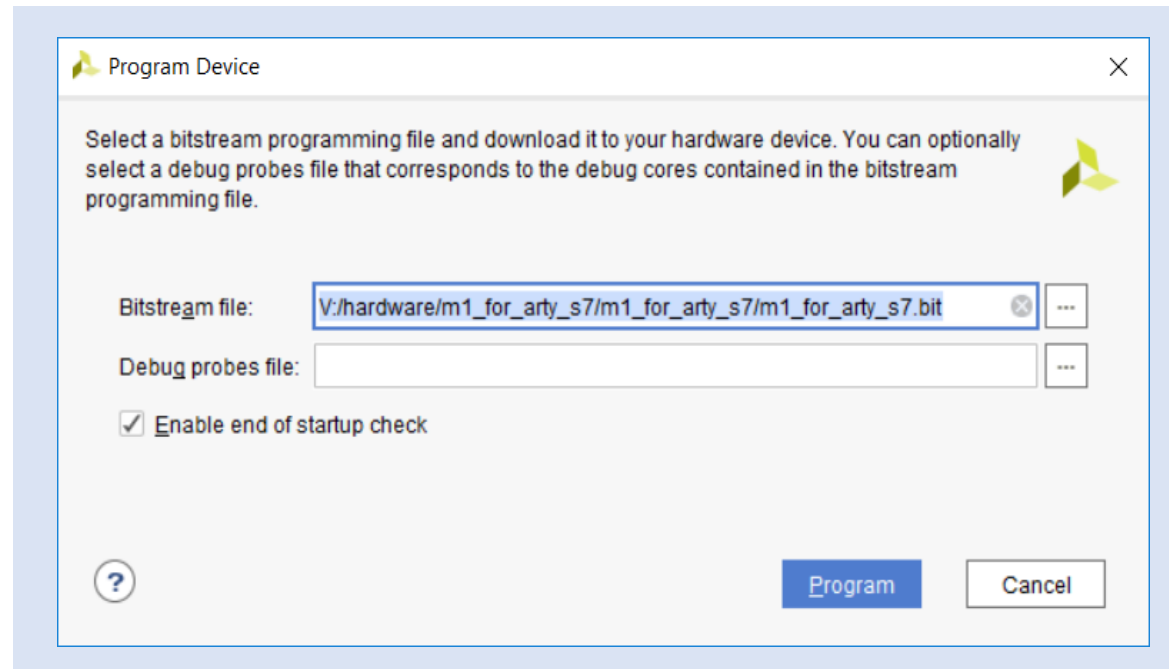 Program Device
Select a bitstream programming file and download it to your hardware device. You can optionally
select a debug probes file that corresponds to the debug cores contained in the bitstream
programming file.
Bitstream file: V:/hardware/m1_for_arty_s7/m1_for_arty_s7/m1_for_arty_s7.bit ...
Debug probes file: ...
Enable end of startup check
? Program Cancel